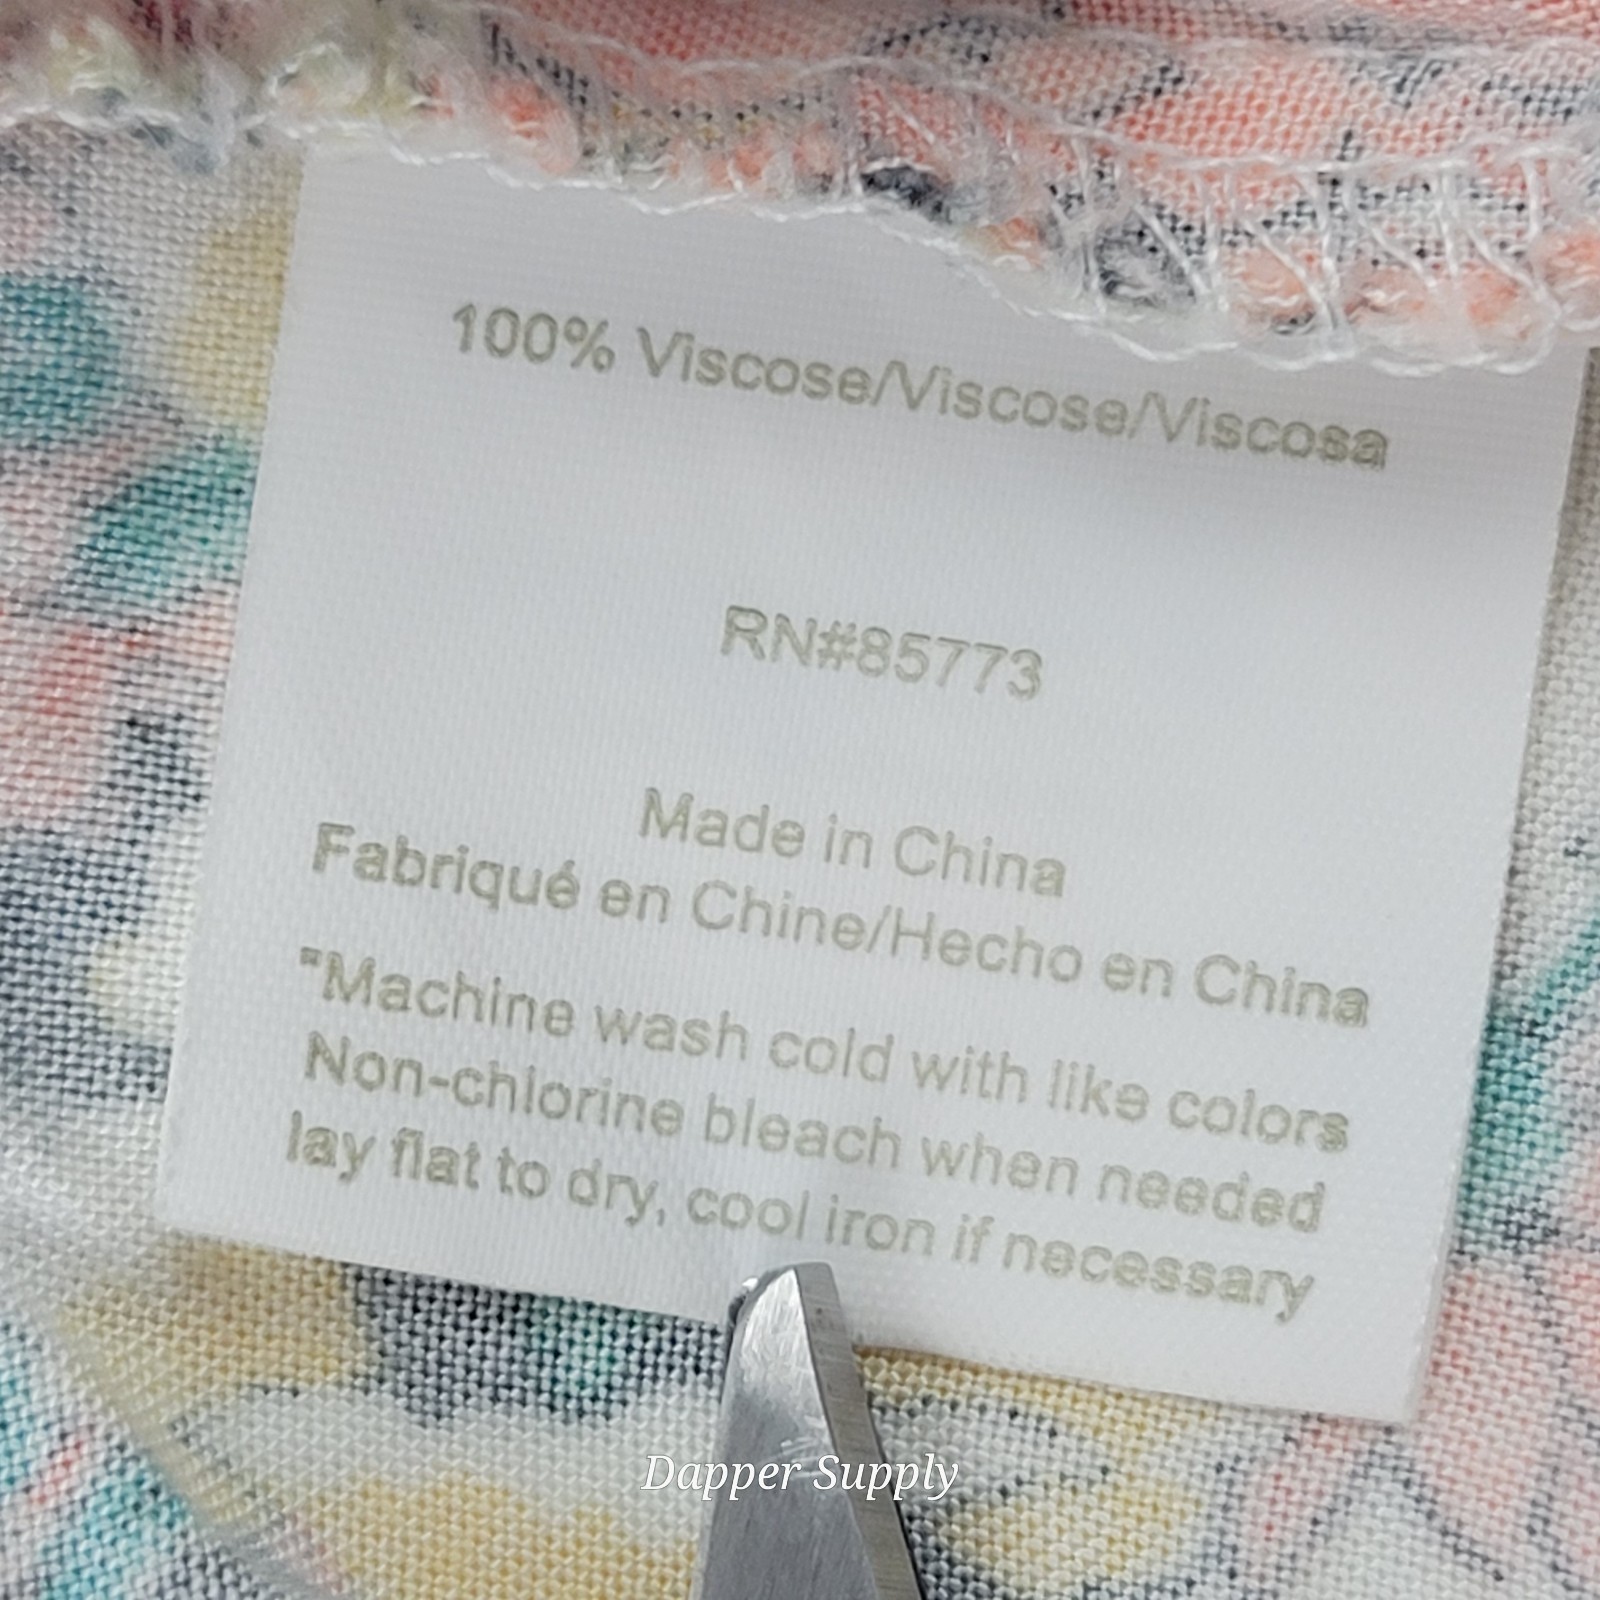 100% Viscose/Viscose/Viscosa
RN#85773
Made in China
Fabriqué en Chine/Hecho en China
"Machine wash cold with like colors
Non-chlorine bleach when needed
lay flat to dry, cool iron if necessary
Dapper Supply